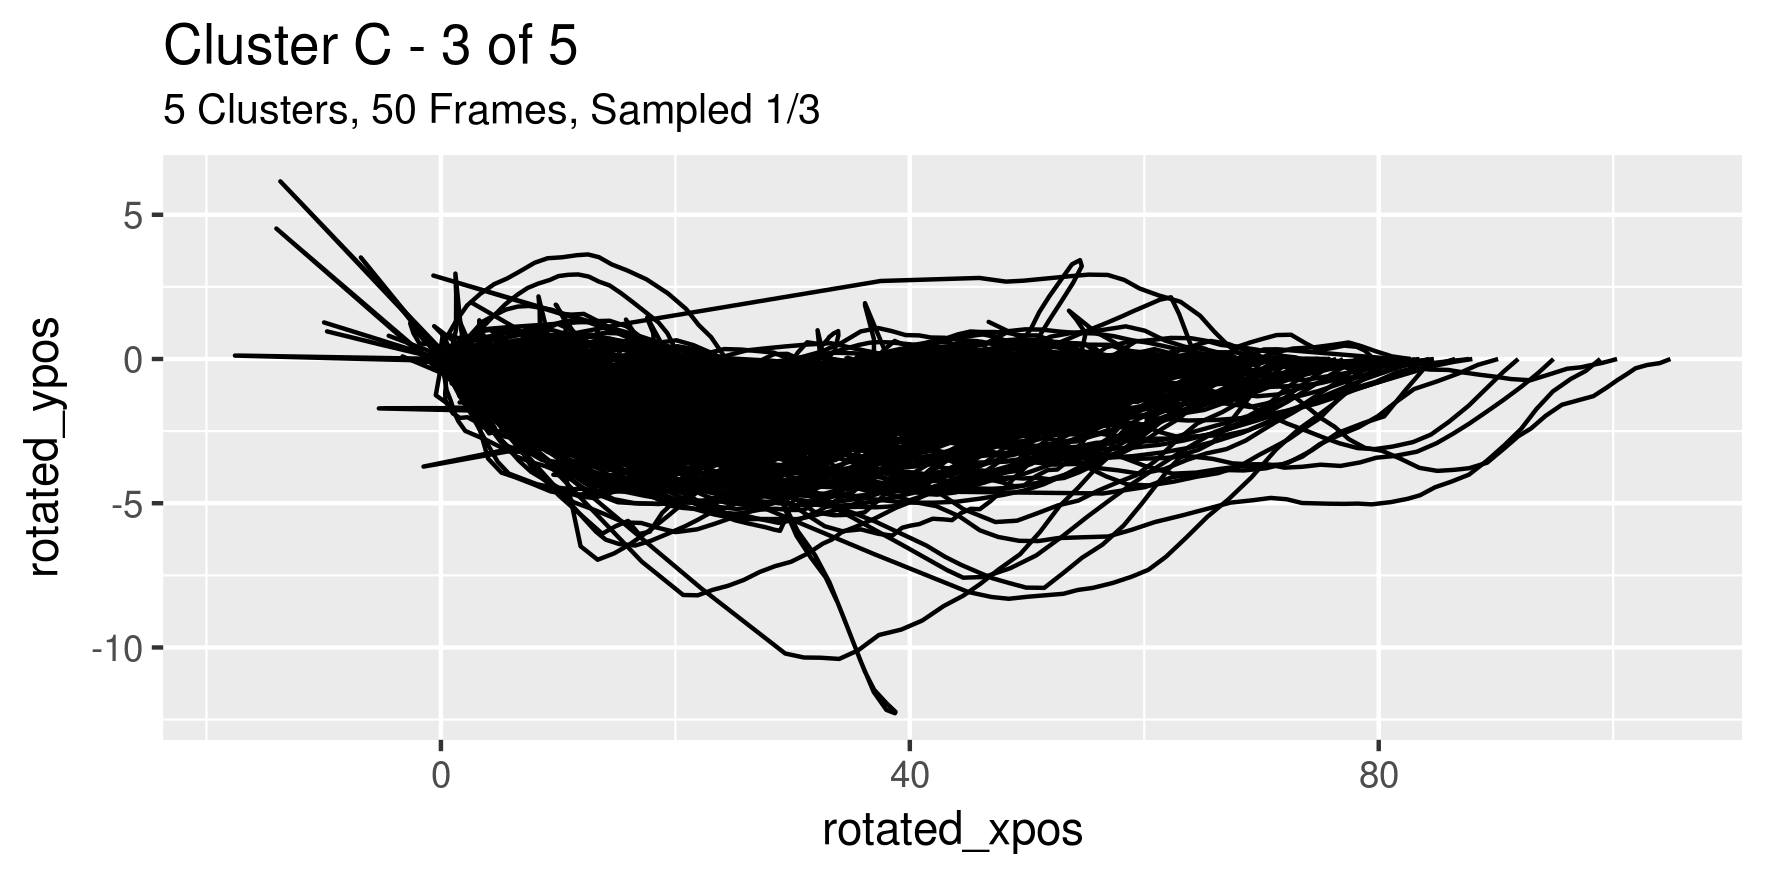 Cluster C - 3 of 5
5 Clusters, 50 Frames, Sampled 1/3
rotated_ypos
5
0
-5
-10
0
40
80
rotated_xpos